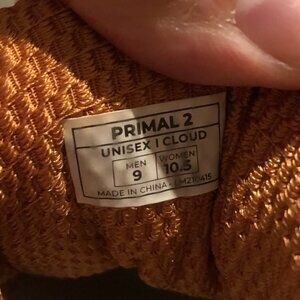 PRIMAL 2
UNISEX | CLOUD
MEN WOMEN
9 10.5
MADE IN CHINA